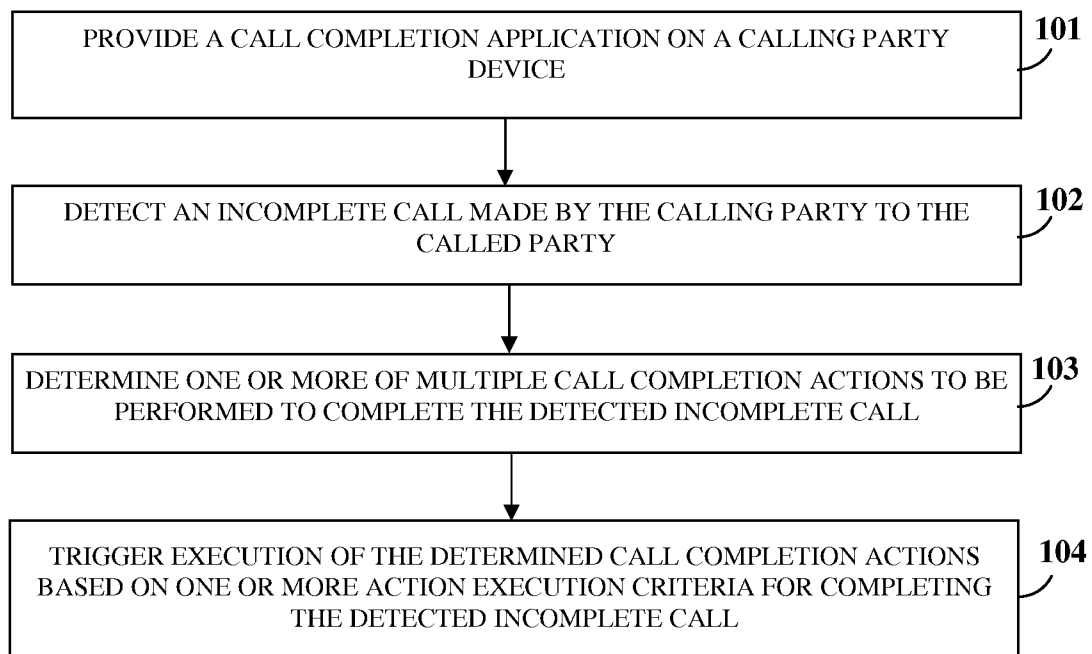 PROVIDE A CALL COMPLETION APPLICATION ON A CALLING PARTY
DEVICE
101
DETECT AN INCOMPLETE CALL MADE BY THE CALLING PARTY TO THE
CALLED PARTY
102
DETERMINE ONE OR MORE OF MULTIPLE CALL COMPLETION ACTIONS TO BE
PERFORMED TO COMPLETE THE DETECTED INCOMPLETE CALL
103
TRIGGER EXECUTION OF THE DETERMINED CALL COMPLETION ACTIONS
BASED ON ONE OR MORE ACTION EXECUTION CRITERIA FOR COMPLETING
THE DETECTED INCOMPLETE CALL
104